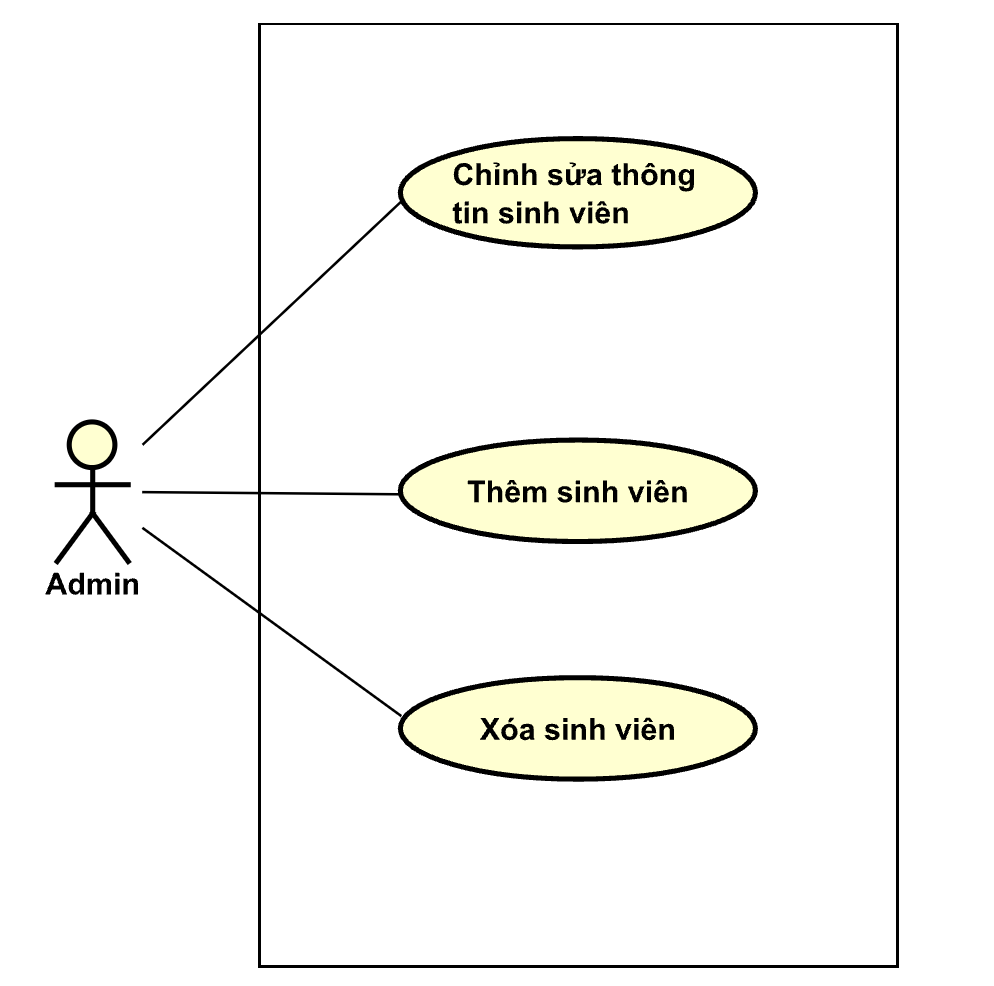 Chỉnh sửa thông
tin sinh viên
Thêm sinh viên
Admin
Xóa sinh viên